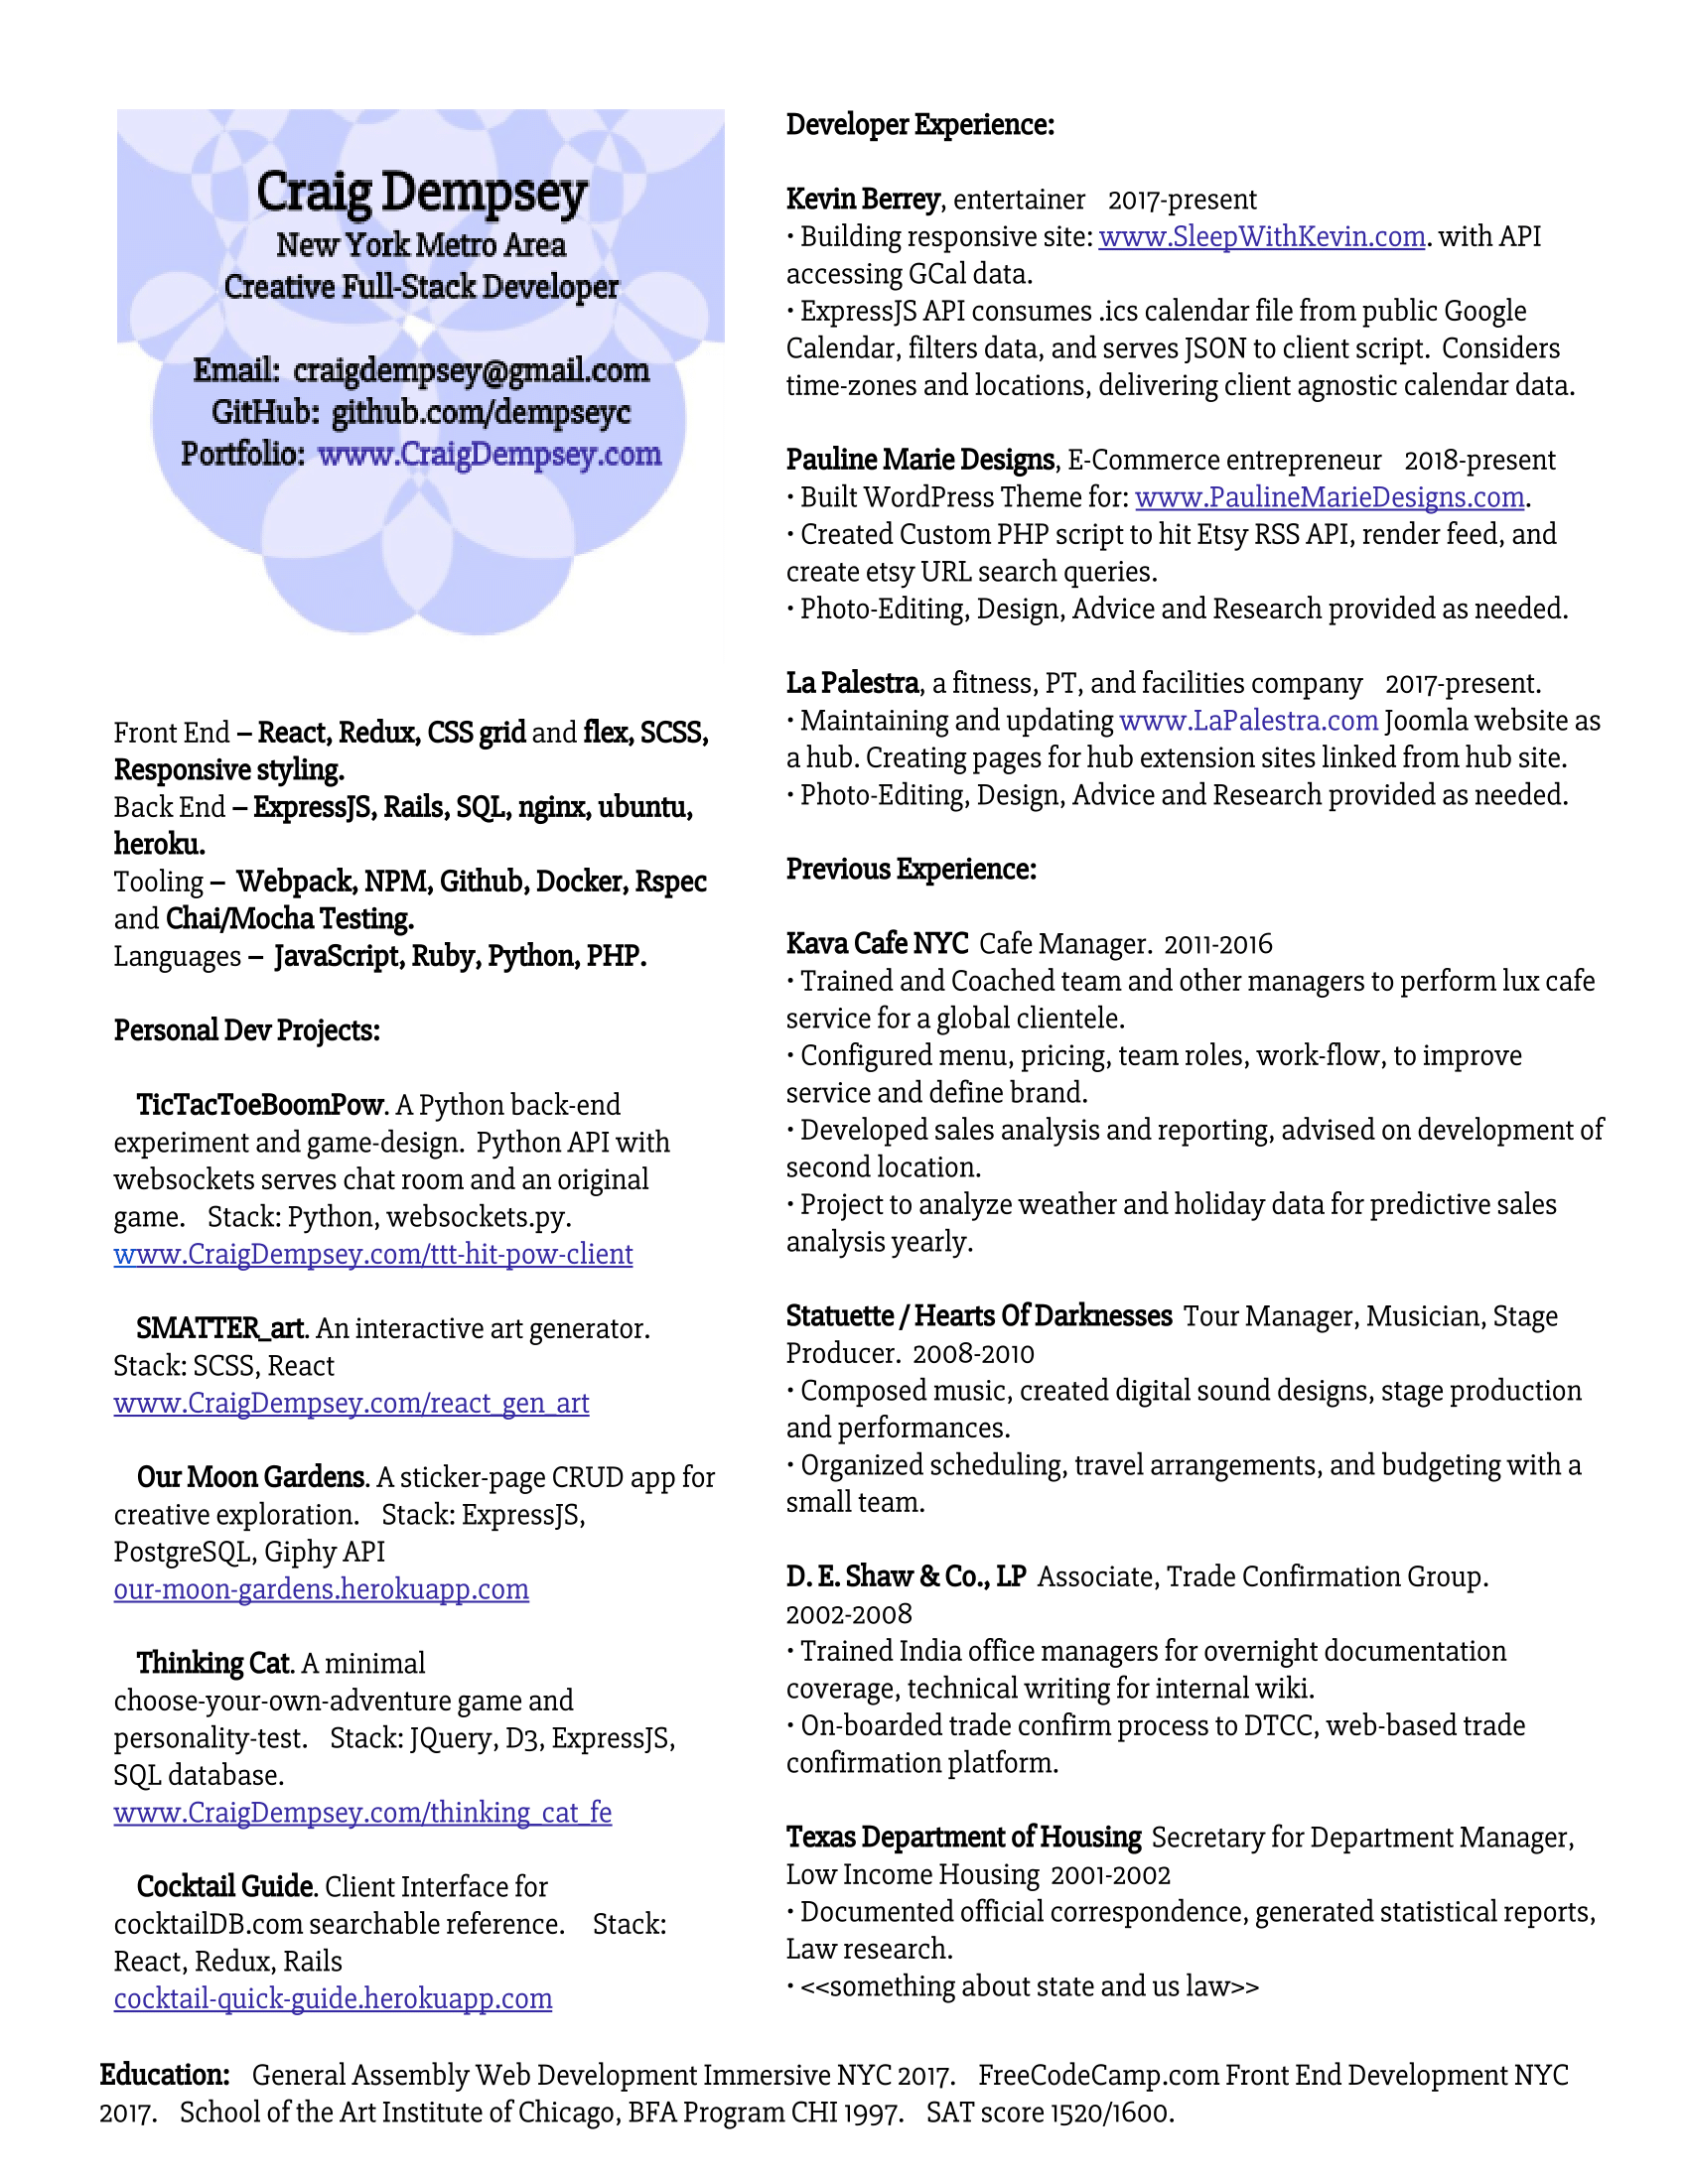 Craig Dempsey
New York Metro Area
Creative Full-Stack Developer
Email: craigdempsey@gmail.com
GitHub: github.com/dempseyc
Portfolio: www.CraigDempsey.com
Front End – React, Redux, CSS grid and flex, SCSS,
Responsive styling.
Back End – ExpressJS, Rails, SQL, nginx, ubuntu,
heroku.
Tooling – Webpack, NPM, Github, Docker, Rspec
and Chai/Mocha Testing.
Languages – JavaScript, Ruby, Python, PHP.
Personal Dev Projects:
TicTacToeBoomPow. A Python back-end
experiment and game-design. Python API with
websockets serves chat room and an original
game. Stack: Python, websockets.py.
www.CraigDempsey.com/ttt-hit-pow-client
SMATTER_art. An interactive art generator.
Stack: SCSS, React
www.CraigDempsey.com/react_gen_art
Our Moon Gardens. A sticker-page CRUD app for
creative exploration. Stack: ExpressJS,
PostgreSQL, Giphy API
our-moon-gardens.herokuapp.com
Thinking Cat. A minimal
choose-your-own-adventure game and
personality-test. Stack: JQuery, D3, ExpressJS,
SQL database.
www.CraigDempsey.com/thinking_cat_fe
Cocktail Guide. Client Interface for
cocktailDB.com searchable reference. Stack:
React, Redux, Rails
cocktail-quick-guide.herokuapp.com
Developer Experience:
Kevin Berrey, entertainer 2017-present
· Building responsive site: www.SleepWithKevin.com. with API
accessing GCal data.
· ExpressJS API consumes .ics calendar file from public Google
Calendar, filters data, and serves JSON to client script. Considers
time-zones and locations, delivering client agnostic calendar data.
Pauline Marie Designs, E-Commerce entrepreneur 2018-present
· Built WordPress Theme for: www.PaulineMarieDesigns.com.
· Created Custom PHP script to hit Etsy RSS API, render feed, and
create etsy URL search queries.
· Photo-Editing, Design, Advice and Research provided as needed.
La Palestra, a fitness, PT, and facilities company 2017-present.
· Maintaining and updating www.LaPalestra.com Joomla website as
a hub. Creating pages for hub extension sites linked from hub site.
· Photo-Editing, Design, Advice and Research provided as needed.
Previous Experience:
Kava Cafe NYC Cafe Manager. 2011-2016
· Trained and Coached team and other managers to perform lux cafe
service for a global clientele.
· Configured menu, pricing, team roles, work-flow, to improve
service and define brand.
· Developed sales analysis and reporting, advised on development of
second location.
· Project to analyze weather and holiday data for predictive sales
analysis yearly.
Statuette / Hearts Of Darknesses Tour Manager, Musician, Stage
Producer. 2008-2010
· Composed music, created digital sound designs, stage production
and performances.
· Organized scheduling, travel arrangements, and budgeting with a
small team.
D. E. Shaw & Co., LP Associate, Trade Confirmation Group.
2002-2008
· Trained India office managers for overnight documentation
coverage, technical writing for internal wiki.
· On-boarded trade confirm process to DTCC, web-based trade
confirmation platform.
Texas Department of Housing Secretary for Department Manager,
Low Income Housing 2001-2002
· Documented official correspondence, generated statistical reports,
Law research.
· <<something about state and us law>>
Education: General Assembly Web Development Immersive NYC 2017. FreeCodeCamp.com Front End Development NYC
2017. School of the Art Institute of Chicago, BFA Program CHI 1997. SAT score 1520/1600.